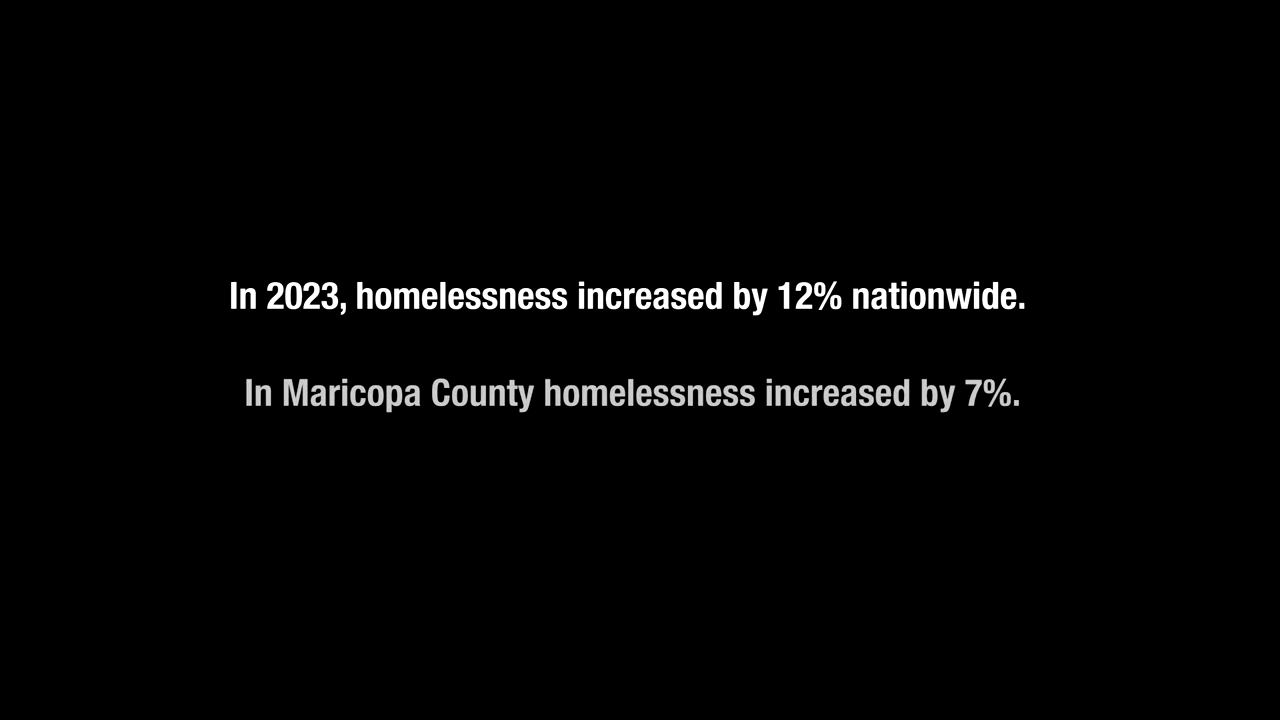 In 2023, homelessness increased by 12% nationwide.
In Maricopa County homelessness increased by 7%.